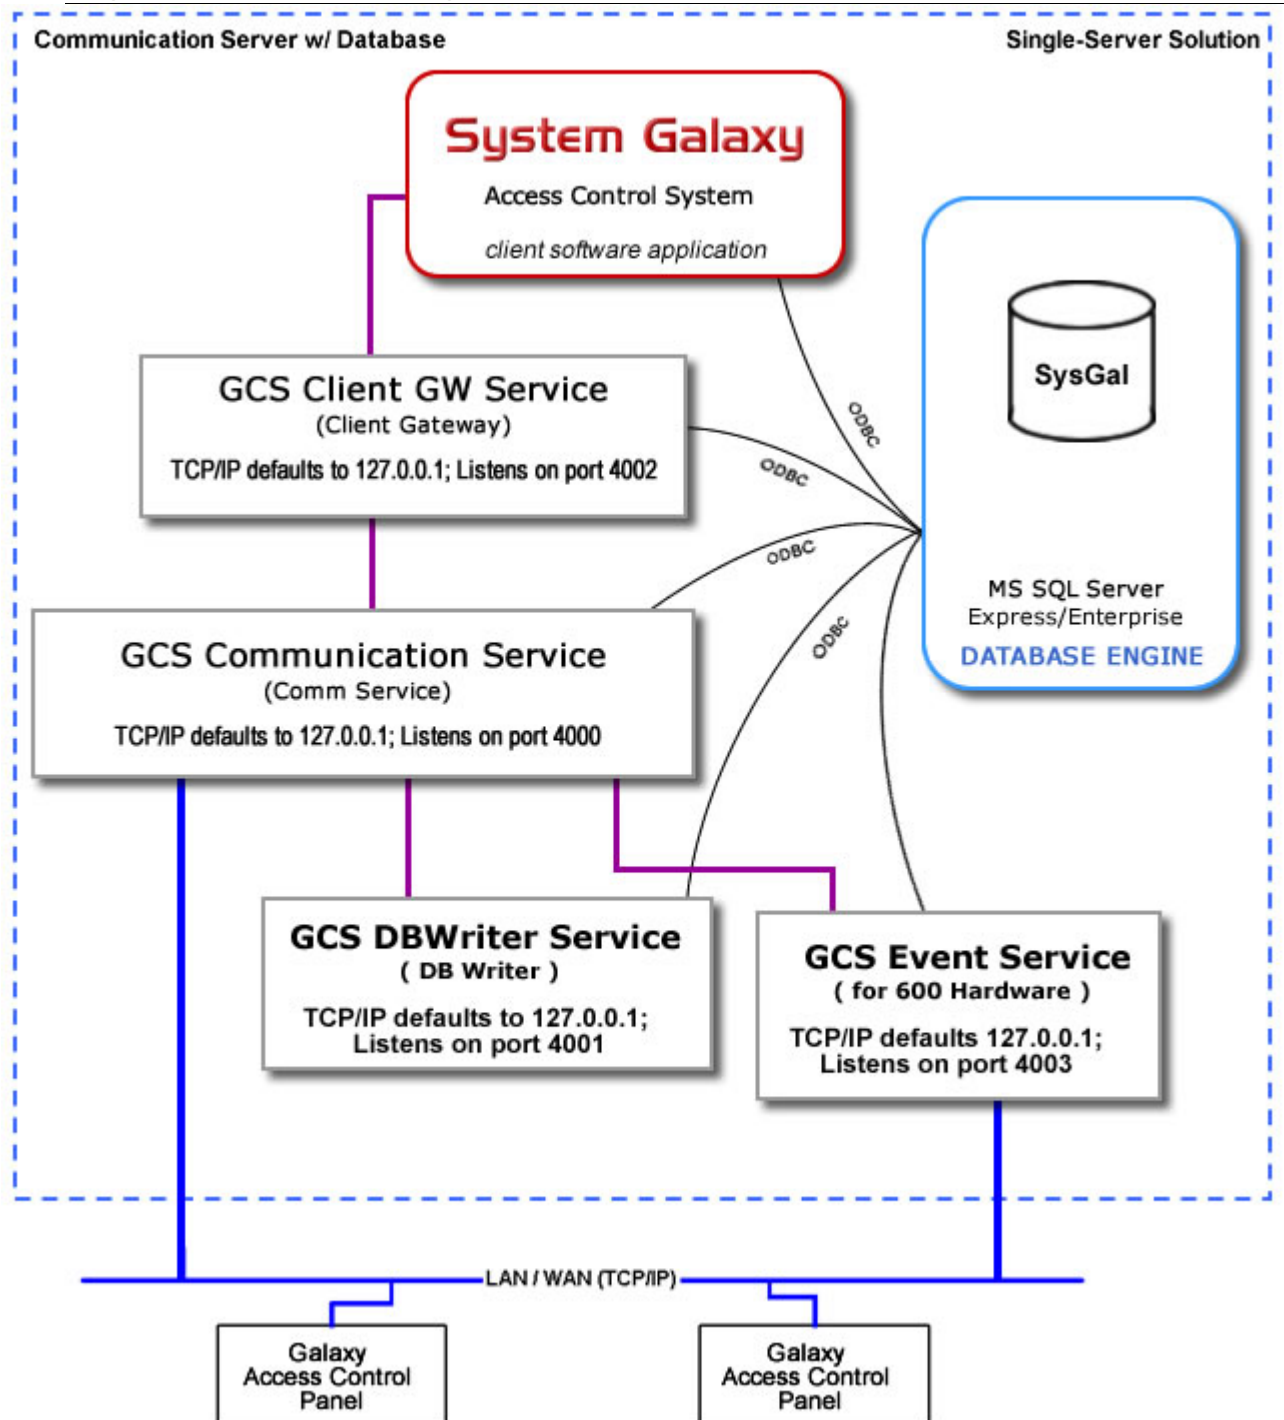 Communication Server w/ Database
Single-Server Solution
System Galaxy
Access Control System
client software application
SysGal
MS SQL Server
Express/Enterprise
DATABASE ENGINE
GCS Client GW Service
(Client Gateway)
TCP/IP defaults to 127.0.0.1; Listens on port 4002
ODBC
ODBC
ODBC
ODBC
GCS Communication Service
(Comm Service)
TCP/IP defaults to 127.0.0.1; Listens on port 4000
GCS DBWriter Service
( DB Writer )
TCP/IP defaults to 127.0.0.1;
Listens on port 4001
GCS Event Service
( for 600 Hardware )
TCP/IP defaults 127.0.0.1;
Listens on port 4003
LAN / WAN (TCP/IP)
Galaxy
Access Control
Panel
Galaxy
Access Control
Panel